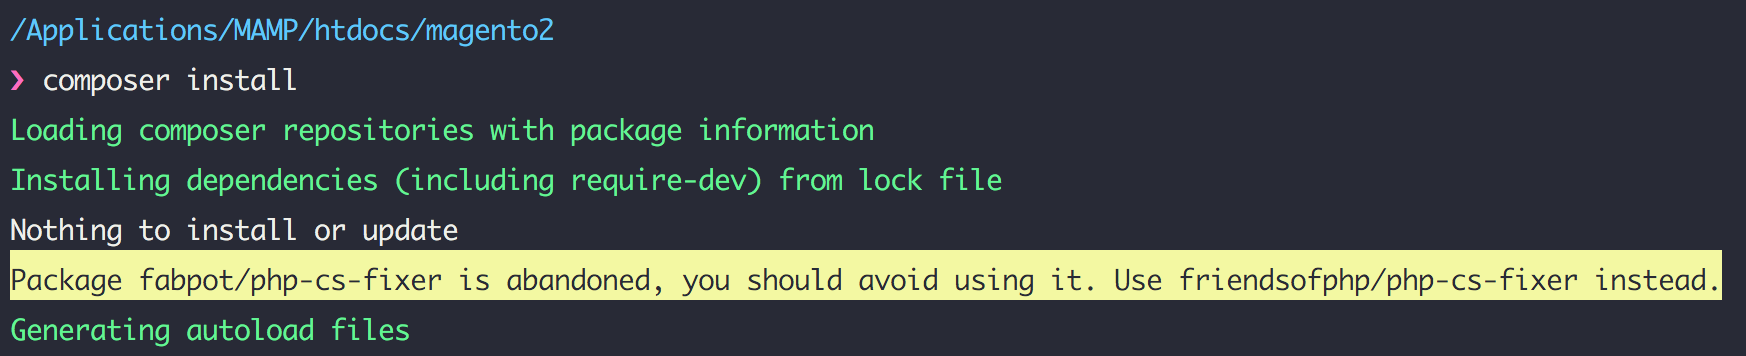 /Applications/MAMP/htdocs/magento2
❯ composer install
Loading composer repositories with package information
Installing dependencies (including require-dev) from lock file
Nothing to install or update
Package fabpot/php-cs-fixer is abandoned, you should avoid using it. Use friendsofphp/php-cs-fixer instead.
Generating autoload files